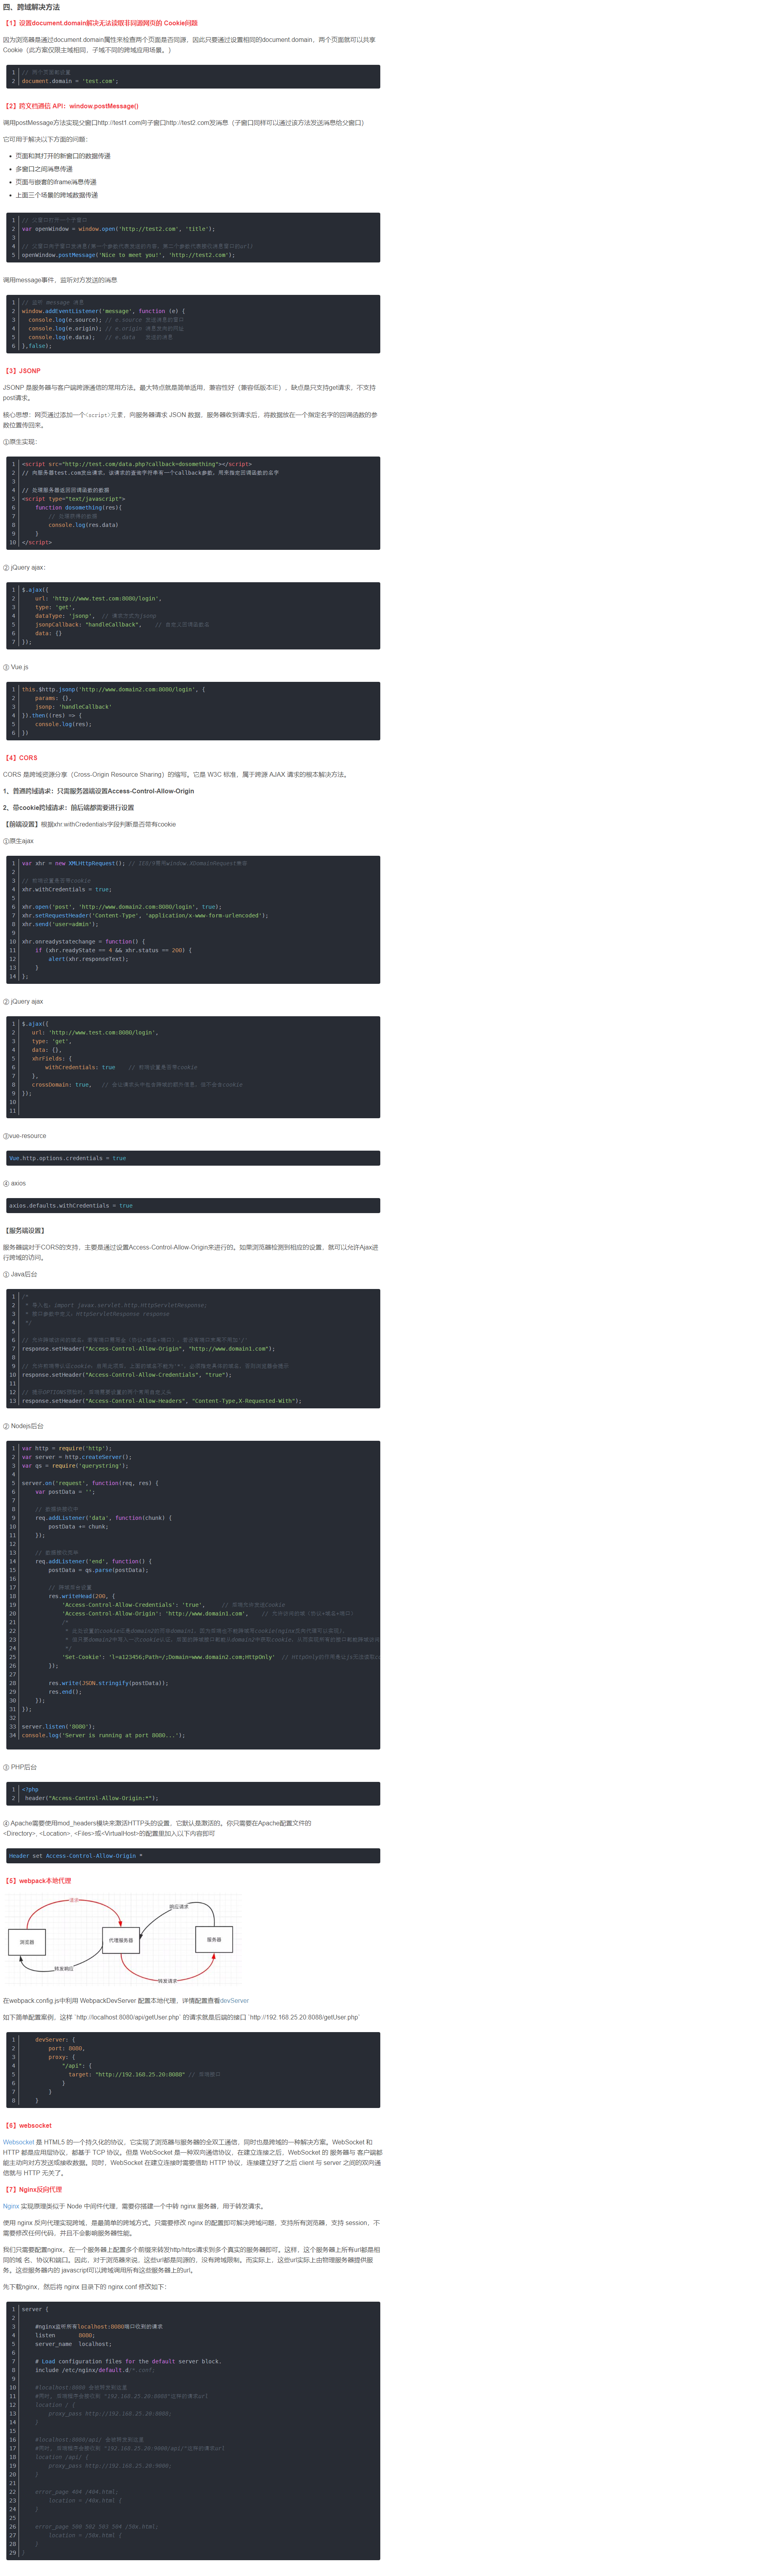 四、跨域解决方法
【1】设置document.domain解决无法读取非同源网页的 Cookie问题
因为浏览器是通过document.domain属性来检查两个页面是否同源，因此只要通过设置相同的document.domain，两个页面就可以共享
Cookie（此方案仅限主域相同，子域不同的跨域应用场景。）
1 // 两个页面都设置
2 document.domain = 'test.com';
【2】跨文档通信 API：window.postMessage()
调用postMessage方法实现父窗口http://test1.com向子窗口http://test2.com发消息（子窗口同样可以通过该方法发送消息给父窗口）
它可用于解决以下方面的问题：
页面和其打开的新窗口的数据传递
多窗口之间消息传递
页面与嵌套的iframe消息传递
上面三个场景的跨域数据传递
1 // 父窗口打开一个子窗口
2 var openWindow = window.open('http://test2.com', 'title');
3
4 // 父窗口向子窗口发消息(第一个参数代表发送的内容，第二个参数代表接收消息窗口的url)
5 openWindow.postMessage('Nice to meet you!', 'http://test2.com');
调用message事件，监听对方发送的消息
1 // 监听 message 消息
2 window.addEventListener('message', function (e) {
3 console.log(e.source); // e.source 发送消息的窗口
4 console.log(e.origin); // e.origin 消息发向的网址
5 console.log(e.data); // e.data 发送的消息
6 },false);
【3】JSONP
JSONP 是服务器与客户端跨源通信的常用方法。最大特点就是简单适用，兼容性好（兼容低版本IE），缺点是只支持get请求，不支持
post请求。
核心思想：网页通过添加一个<script>元素，向服务器请求 JSON 数据，服务器收到请求后，将数据放在一个指定名字的回调函数的参
数位置传回来。
①原生实现：
1 <script src="http://test.com/data.php?callback=dosomething"></script>
2 // 向服务器test.com发出请求，该请求的查询字符串有一个callback参数，用来指定回调函数的名字
3
4 // 处理服务器返回回调函数的数据
5 <script type="text/javascript">
6 function dosomething(res){
7 // 处理获得的数据
8 console.log(res.data)
9 }
10 </script>
② jQuery ajax：
1 $.ajax({
2 url: 'http://www.test.com:8080/login',
3 type: 'get',
4 dataType: 'jsonp', // 请求方式为jsonp
5 jsonpCallback: "handleCallback", // 自定义回调函数名
6 data: {}
7 });
③ Vue.js
1 this.$http.jsonp('http://www.domain2.com:8080/login', {
2 params: {},
3 jsonp: 'handleCallback'
4 }).then((res) => {
5 console.log(res);
6 })
【4】CORS
CORS 是跨域资源分享（Cross-Origin Resource Sharing）的缩写。它是 W3C 标准，属于跨源 AJAX 请求的根本解决方法。
1、普通跨域请求：只需服务器端设置Access-Control-Allow-Origin
2、带cookie跨域请求：前后端都需要进行设置
【前端设置】根据xhr.withCredentials字段判断是否带有cookie
①原生ajax
1 var xhr = new XMLHttpRequest(); // IE8/9需用window.XDomainRequest兼容
2
3 // 前端设置是否带cookie
4 xhr.withCredentials = true;
5
6 xhr.open('post', 'http://www.domain2.com:8080/login', true);
7 xhr.setRequestHeader('Content-Type', 'application/x-www-form-urlencoded');
8 xhr.send('user=admin');
9
10 xhr.onreadystatechange = function() {
11 if (xhr.readyState == 4 && xhr.status == 200) {
12 alert(xhr.responseText);
13 }
14 };
② jQuery ajax
1 $.ajax({
2 url: 'http://www.test.com:8080/login',
3 type: 'get',
4 data: {},
5 xhrFields: {
6 withCredentials: true // 前端设置是否带cookie
7 },
8 crossDomain: true, // 会让请求头中包含跨域的额外信息，但不会含cookie
9 });
10
11
③vue-resource
Vue.http.options.credentials = true
④ axios
axios.defaults.withCredentials = true
【服务端设置】
服务器端对于CORS的支持，主要是通过设置Access-Control-Allow-Origin来进行的。如果浏览器检测到相应的设置，就可以允许Ajax进
行跨域的访问。
① Java后台
1 /*
2 * 导入包：import javax.servlet.http.HttpServletResponse;
3 * 接口参数中定义：HttpServletResponse response
4 */
5
6 // 允许跨域访问的域名：若有端口需写全（协议+域名+端口），若没有端口末尾不用加'/'
7 response.setHeader("Access-Control-Allow-Origin", "http://www.domain1.com");
8
9 // 允许前端带认证cookie：启用此项后，上面的域名不能为'*'，必须指定具体的域名，否则浏览器会提示
10 response.setHeader("Access-Control-Allow-Credentials", "true");
11
12 // 提示OPTIONS预检时，后端需要设置的两个常用自定义头
13 response.setHeader("Access-Control-Allow-Headers", "Content-Type,X-Requested-With");
② Nodejs后台
1 var http = require('http');
2 var server = http.createServer();
3 var qs = require('querystring');
4
5 server.on('request', function(req, res) {
6 var postData = '';
7
8 // 数据块接收中
9 req.addListener('data', function(chunk) {
10 postData += chunk;
11 });
12
13 // 数据接收完毕
14 req.addListener('end', function() {
15 postData = qs.parse(postData);
16
17 // 跨域后台设置
18 res.writeHead(200, {
19 'Access-Control-Allow-Credentials': 'true', // 后端允许发送Cookie
20 'Access-Control-Allow-Origin': 'http://www.domain1.com', // 允许访问的域（协议+域名+端口）
21 /*
22 * 此处设置的cookie还是domain2的而非domain1，因为后端也不能跨域写cookie(nginx反向代理可以实现)，
23 * 但只要domain2中写入一次cookie认证，后面的跨域接口都能从domain2中获取cookie，从而实现所有的接口都能跨域访问
24 */
25 'Set-Cookie': 'l=a123456;Path=/;Domain=www.domain2.com;HttpOnly' // HttpOnly的作用是让js无法读取co
26 });
27
28 res.write(JSON.stringify(postData));
29 res.end();
30 });
31 });
32
33 server.listen('8080');
34 console.log('Server is running at port 8080...');
③ PHP后台
1 <?php
2 header("Access-Control-Allow-Origin:*");
④ Apache需要使用mod_headers模块来激活HTTP头的设置，它默认是激活的。你只需要在Apache配置文件的
<Directory>, <Location>, <Files>或<VirtualHost>的配置里加入以下内容即可
Header set Access-Control-Allow-Origin *
【5】webpack本地代理
请求
响应请求
浏览器
代理服务器
服务器
转发响应
转发请求
在webpack.config.js中利用 WebpackDevServer 配置本地代理，详情配置查看devServer
如下简单配置案例，这样 `http://localhost:8080/api/getUser.php` 的请求就是后端的接口 `http://192.168.25.20:8088/getUser.php`
1 devServer: {
2 port: 8080,
3 proxy: {
4 "/api": {
5 target: "http://192.168.25.20:8080" // 后端接口
6 }
7 }
8 }
【6】websocket
Websocket 是 HTML5 的一个持久化的协议，它实现了浏览器与服务器的全双工通信，同时也是跨域的一种解决方案。WebSocket 和
HTTP 都是应用层协议，都基于 TCP 协议。但是 WebSocket 是一种双向通信协议，在建立连接之后，WebSocket 的 服务器与 客户端都
能主动向对方发送或接收数据。同时，WebSocket 在建立连接时需要借助 HTTP 协议，连接建立好了之后 client 与 server 之间的双向通
信就与 HTTP 无关了。
【7】Nginx反向代理
Nginx 实现原理类似于 Node 中间件代理，需要你搭建一个中转 nginx 服务器，用于转发请求。
使用 nginx 反向代理实现跨域，是最简单的跨域方式。只需要修改 nginx 的配置即可解决跨域问题，支持所有浏览器，支持 session，不
需要修改任何代码，并且不会影响服务器性能。
我们只需要配置nginx，在一个服务器上配置多个前缀来转发http/https请求到多个真实的服务器即可。这样，这个服务器上所有url都是相
同的域 名、协议和端口。因此，对于浏览器来说，这些url都是同源的，没有跨域限制。而实际上，这些url实际上由物理服务器提供服
务。这些服务器内的 javascript可以跨域调用所有这些服务器上的url。
先下载nginx，然后将 nginx 目录下的 nginx.conf 修改如下：
1 server {
2
3 #nginx监听所有localhost:8080端口收到的请求
4 listen 8080;
5 server_name localhost;
6
7 # Load configuration files for the default server block.
8 include /etc/nginx/default.d/*.conf;
9
10 #localhost:8080 会被转发到这里
11 #同时, 后端程序会接收到 "192.168.25.20:8088"这样的请求url
12 location / {
13 proxy_pass http://192.168.25.20:8088;
14 }
15
16 #localhost:8080/api/ 会被转发到这里
17 #同时, 后端程序会接收到 "192.168.25.20:9000/api/"这样的请求url
18 location /api/ {
19 proxy_pass http://192.168.25.20:9000;
20 }
21
22 error_page 404 /404.html;
23 location = /40x.html {
24 }
25
26 error_page 500 502 503 504 /50x.html;
27 location = /50x.html {
28 }
29 }